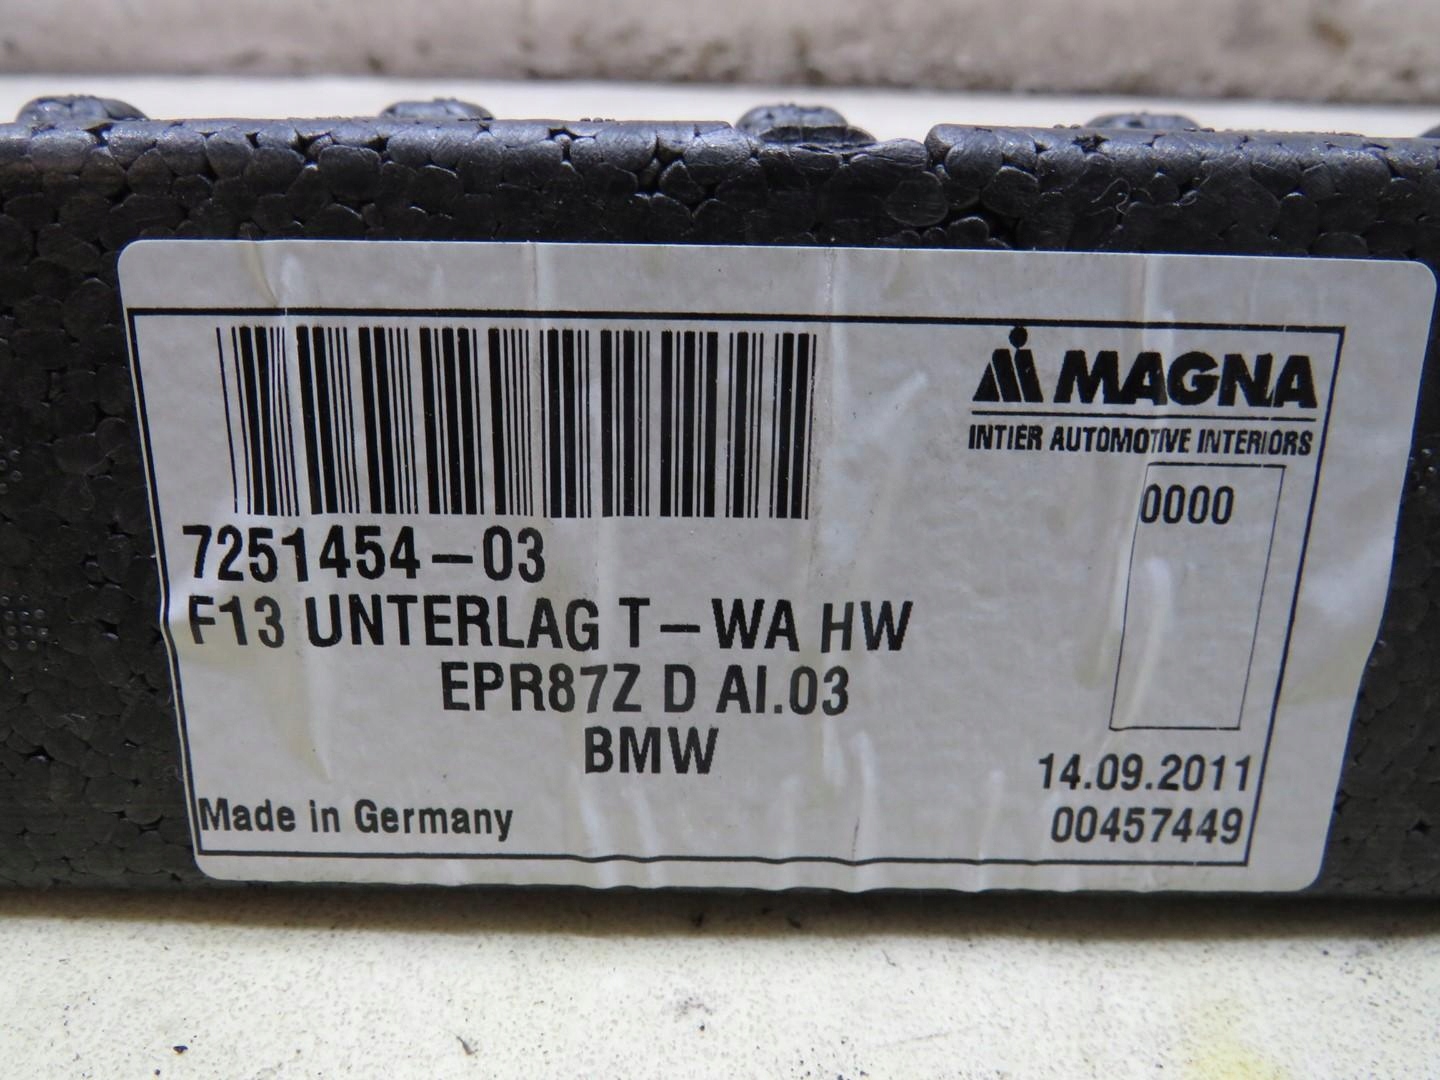 MAGNA
INTIER AUTOMOTIVE INTERIORS
0000
7251454-03
F13 UNTERLAG T-WA HW
EPR87Z D AI.03
BMW
14.09.2011
Made in Germany
00457449